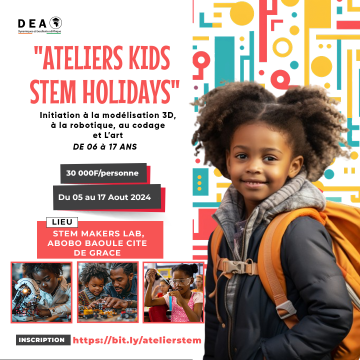 DEA
"ATELIERS KIDS
STEM HOLIDAYS"
Initiation à la modélisation 3D,
à la robotique, au codage
et L'art
DE 06 à 17 ANS
30 000F/personne
Du 05 au 17 Aout 2024
LIEU
STEM MAKERS LAB,
ABOBO BAOULE CITE
DE GRACE
INSCRIPTION https://bit.ly/atelierstem